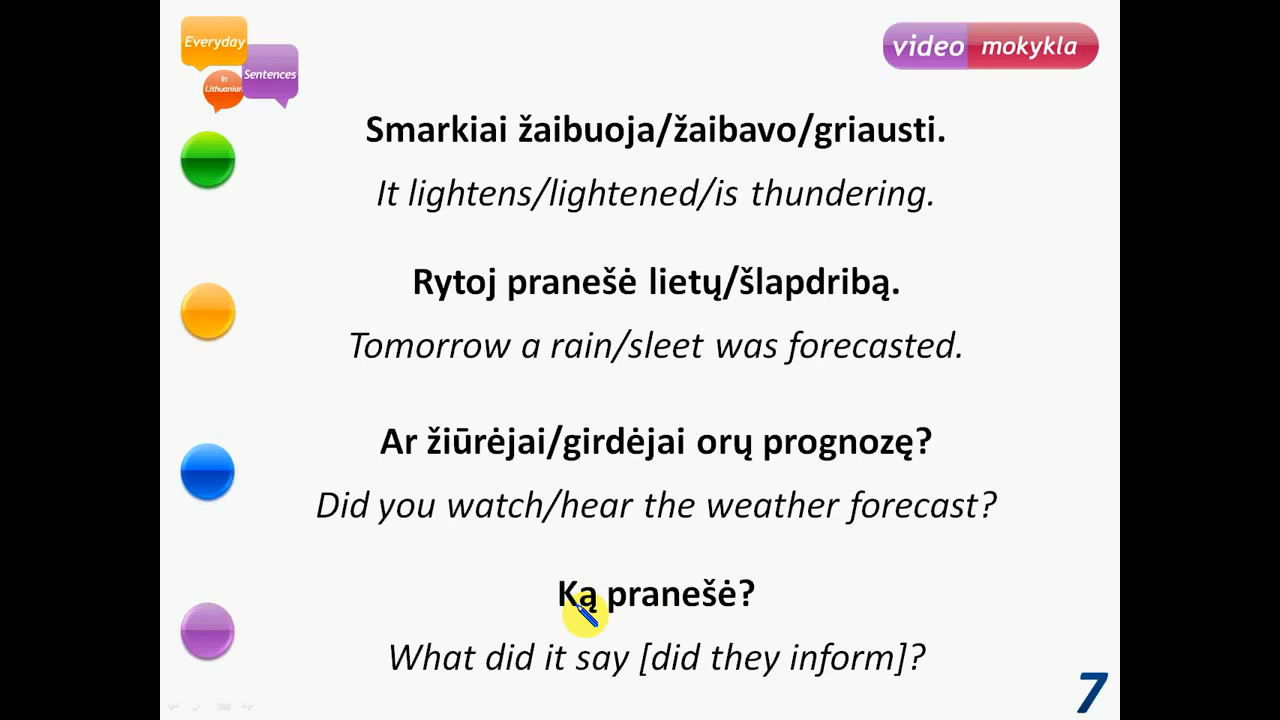 Everyday
In
Lithuanian
Sentences
video mokykla
Smarkiai žaibuoja/žaibavo/griausti.
It lightens/lightened/is thundering.
Rytoj pranešė lietų/šlapdribą.
Tomorrow a rain/sleet was forecasted.
Ar žiūrėjai/girdėjai orų prognozę?
Did you watch/hear the weather forecast?
Ką pranešė?
What did it say [did they inform]?
7